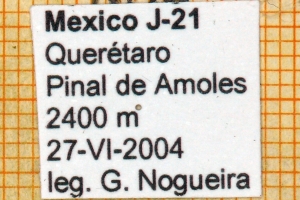 Mexico J-21
Querétaro
Pinal de Amoles
2400 m
27-VI-2004
leg. G. Nogueira